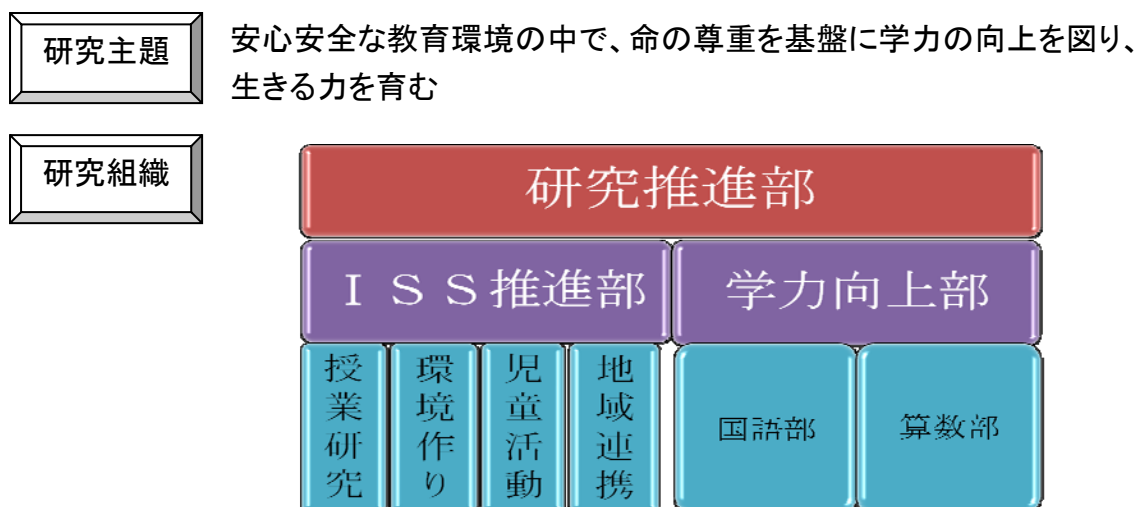 研究主題
安心安全な教育環境の中で、命の尊重を基盤に学力の向上を図り、
生きる力を育む
研究組織
研究推進部
ＩＳＳ推進部
学力向上部
授業研究
環境作り
児童活動
地域連携
国語部
算数部